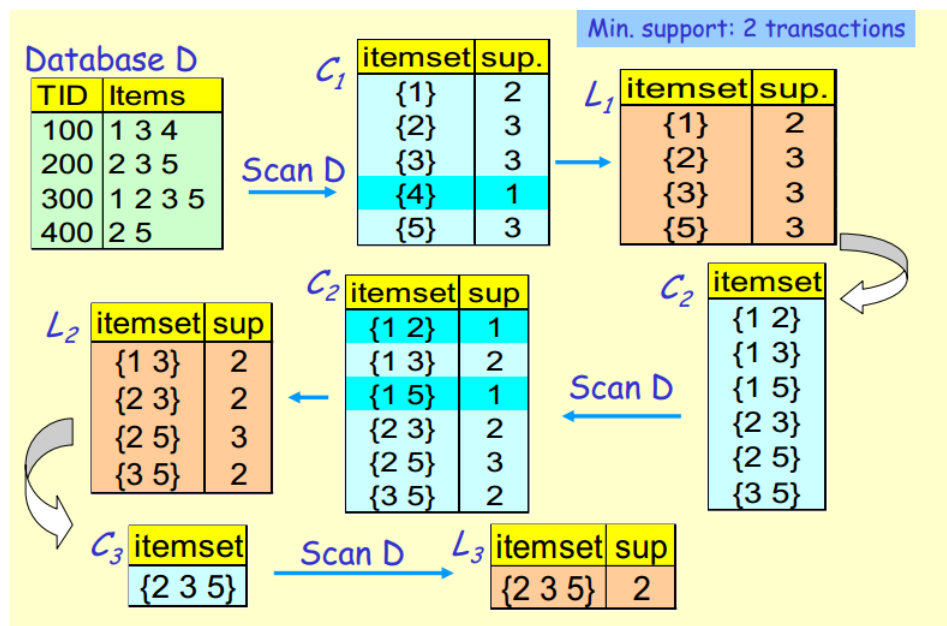 Min. support: 2 transactions
Database D
TID Items
100 1 3 4
200 2 3 5
300 1 2 3 5
400 2 5
Scan D
C1
itemset sup.
{1} 2
{2} 3
{3} 3
{4} 1
{5} 3
L1
itemset sup.
{1} 2
{2} 3
{3} 3
{5} 3
C2
itemset
{1 2}
{1 3}
{1 5}
{2 3}
{2 5}
{3 5}
Scan D
C2
itemset sup
{1 2} 1
{1 3} 2
{1 5} 1
{2 3} 2
{2 5} 3
{3 5} 2
L2
itemset sup
{1 3} 2
{2 3} 2
{2 5} 3
{3 5} 2
C3
itemset
{2 3 5}
Scan D
L3
itemset sup
{2 3 5} 2